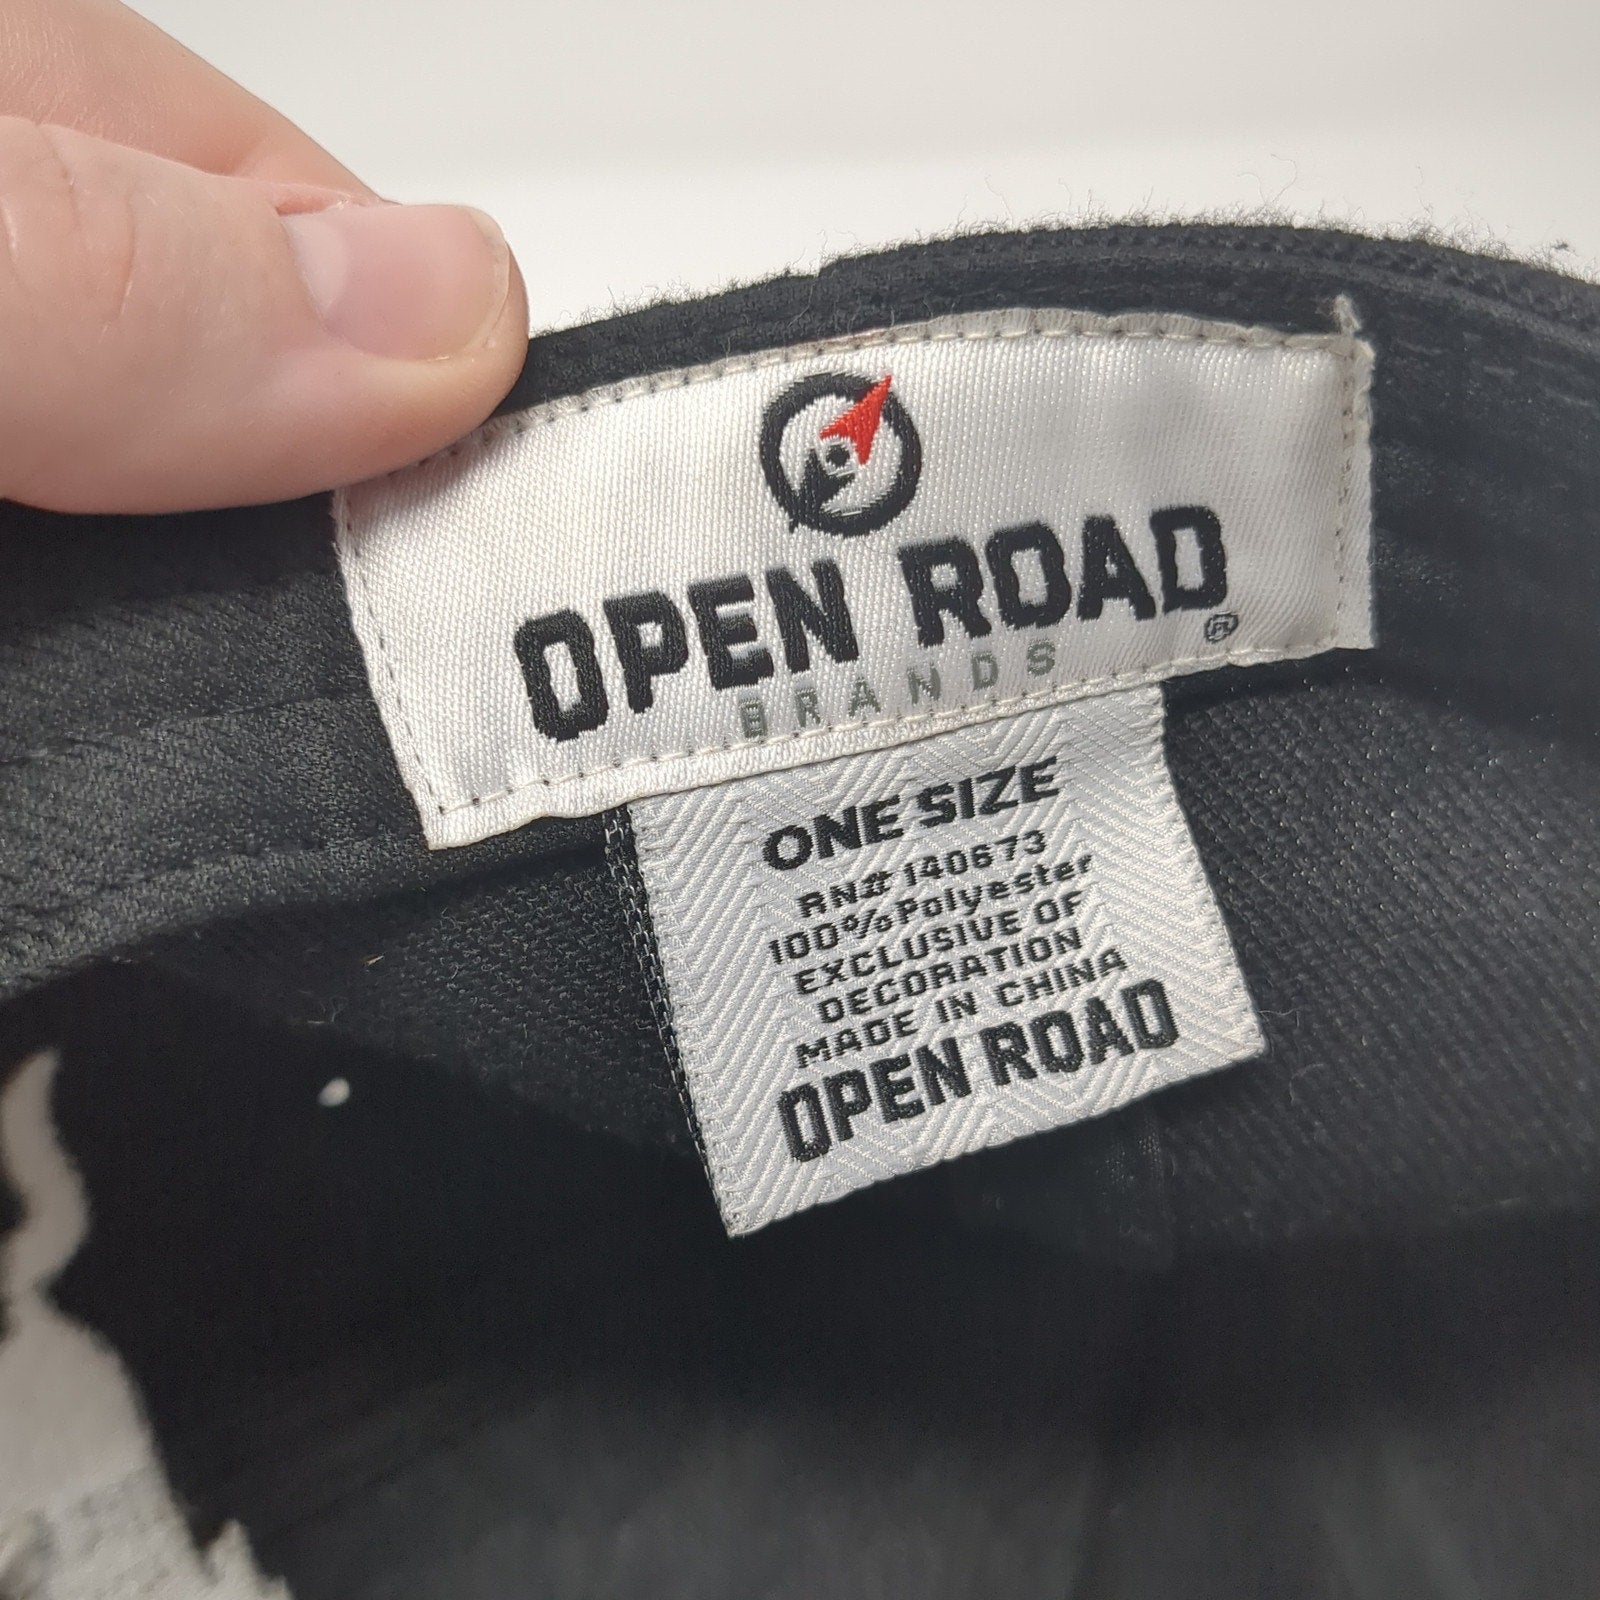 OPEN ROAD
BRANDS
®
ONE SIZE
RN# 140673
100%Polyester
EXCLUSIVE OF
DECORATION
MADE IN CHINA
OPEN ROAD